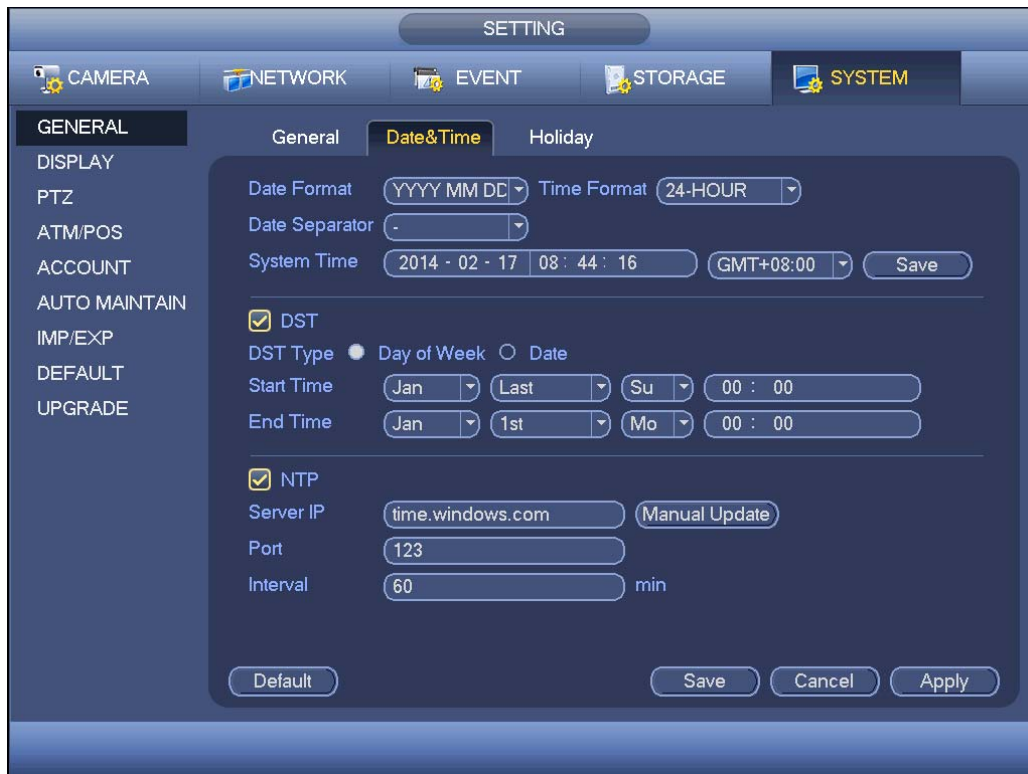 SETTING
CAMERA NETWORK EVENT STORAGE SYSTEM
GENERAL
DISPLAY
PTZ
ATM/POS
ACCOUNT
AUTO MAINTAIN
IMP/EXP
DEFAULT
UPGRADE
General Date&Time Holiday
Date Format YYYY MM DD Time Format 24-HOUR
Date Separator -
System Time 2014 - 02 - 17 08 : 44 : 16 GMT+08:00 Save
DST
DST Type Day of Week Date
Start Time Jan Last Su 00 : 00
End Time Jan 1st Mo 00 : 00
NTP
Server IP time.windows.com Manual Update
Port 123
Interval 60 min
Default Save Cancel Apply